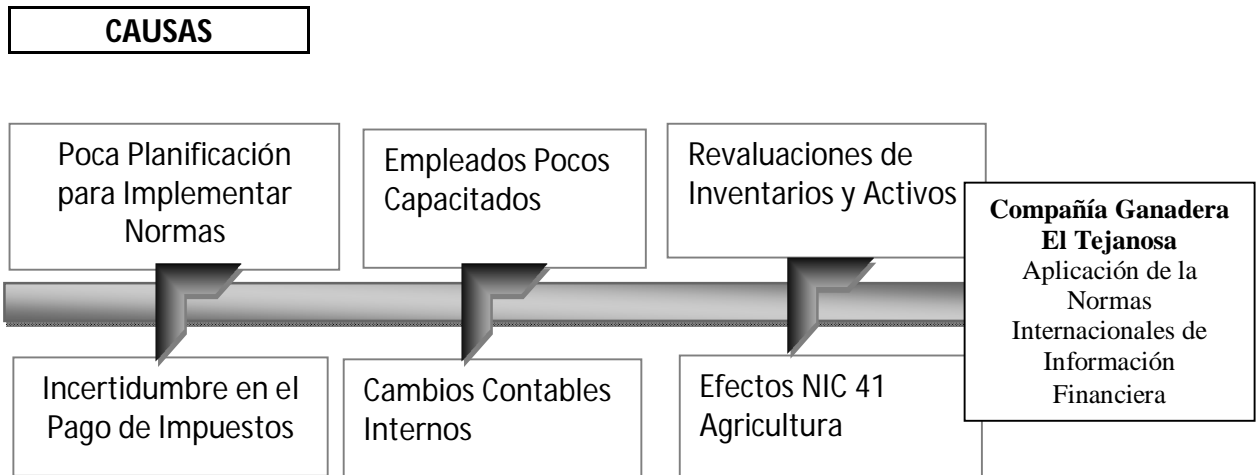 CAUSAS
Poca Planificación
para Implementar
Normas
Empleados Pocos
Capacitados
Revaluaciones de
Inventarios y Activos
Compañía Ganadera
El Tejanosa
Aplicación de la
Normas
Internacionales de
Información
Financiera
Incertidumbre en el
Pago de Impuestos
Cambios Contables
Internos
Efectos NIC 41
Agricultura